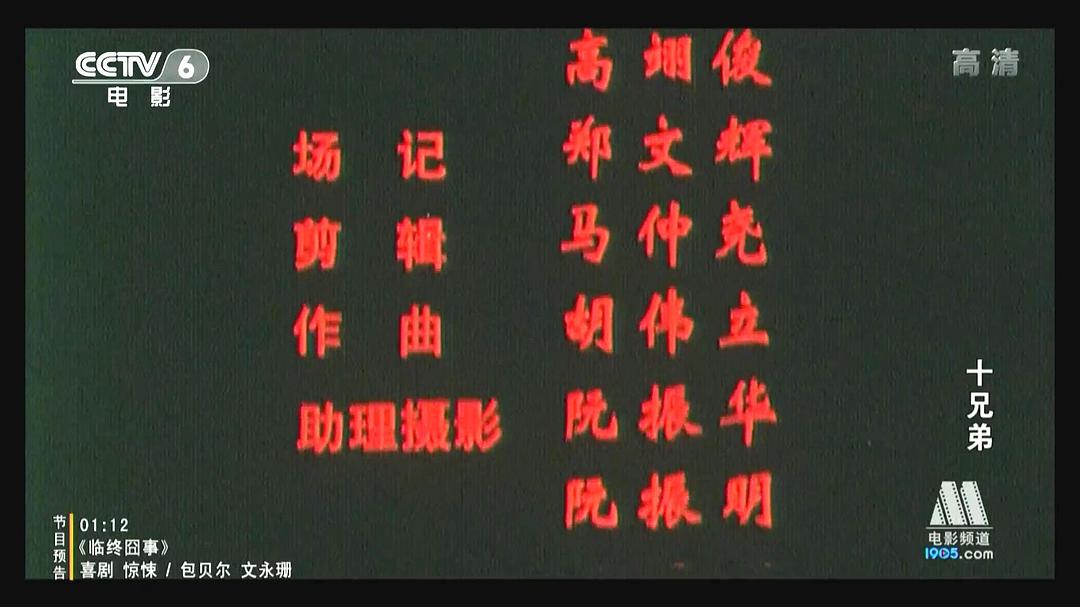 CCTV 6
电影
高清
高翊俊
场记 郑文辉
剪辑 马仲尧
作曲 胡伟立
助理摄影 阮振华
阮振明
十兄弟
电影频道
1905.com
节目预告
01:12
《临终囧事》
喜剧 惊悚 / 包贝尔 文永珊